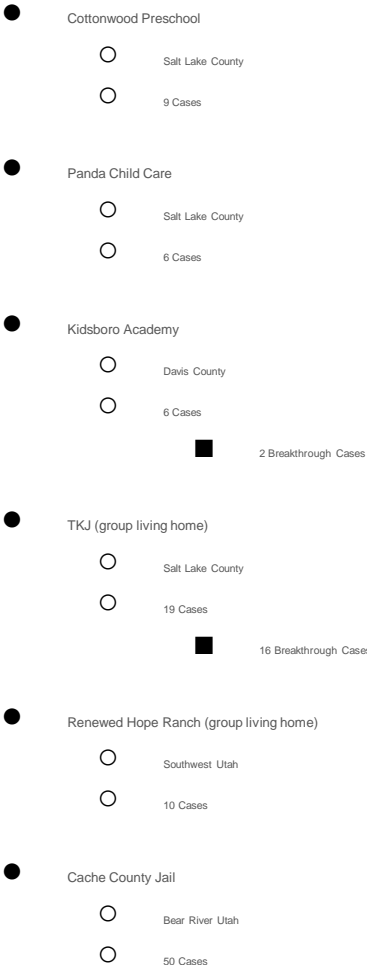 Cottonwood Preschool
Salt Lake County
9 Cases
Panda Child Care
Salt Lake County
6 Cases
Kidsboro Academy
Davis County
6 Cases
2 Breakthrough Cases
TKJ (group living home)
Salt Lake County
19 Cases
16 Breakthrough Cases
Renewed Hope Ranch (group living home)
Southwest Utah
10 Cases
Cache County Jail
Bear River Utah
50 Cases